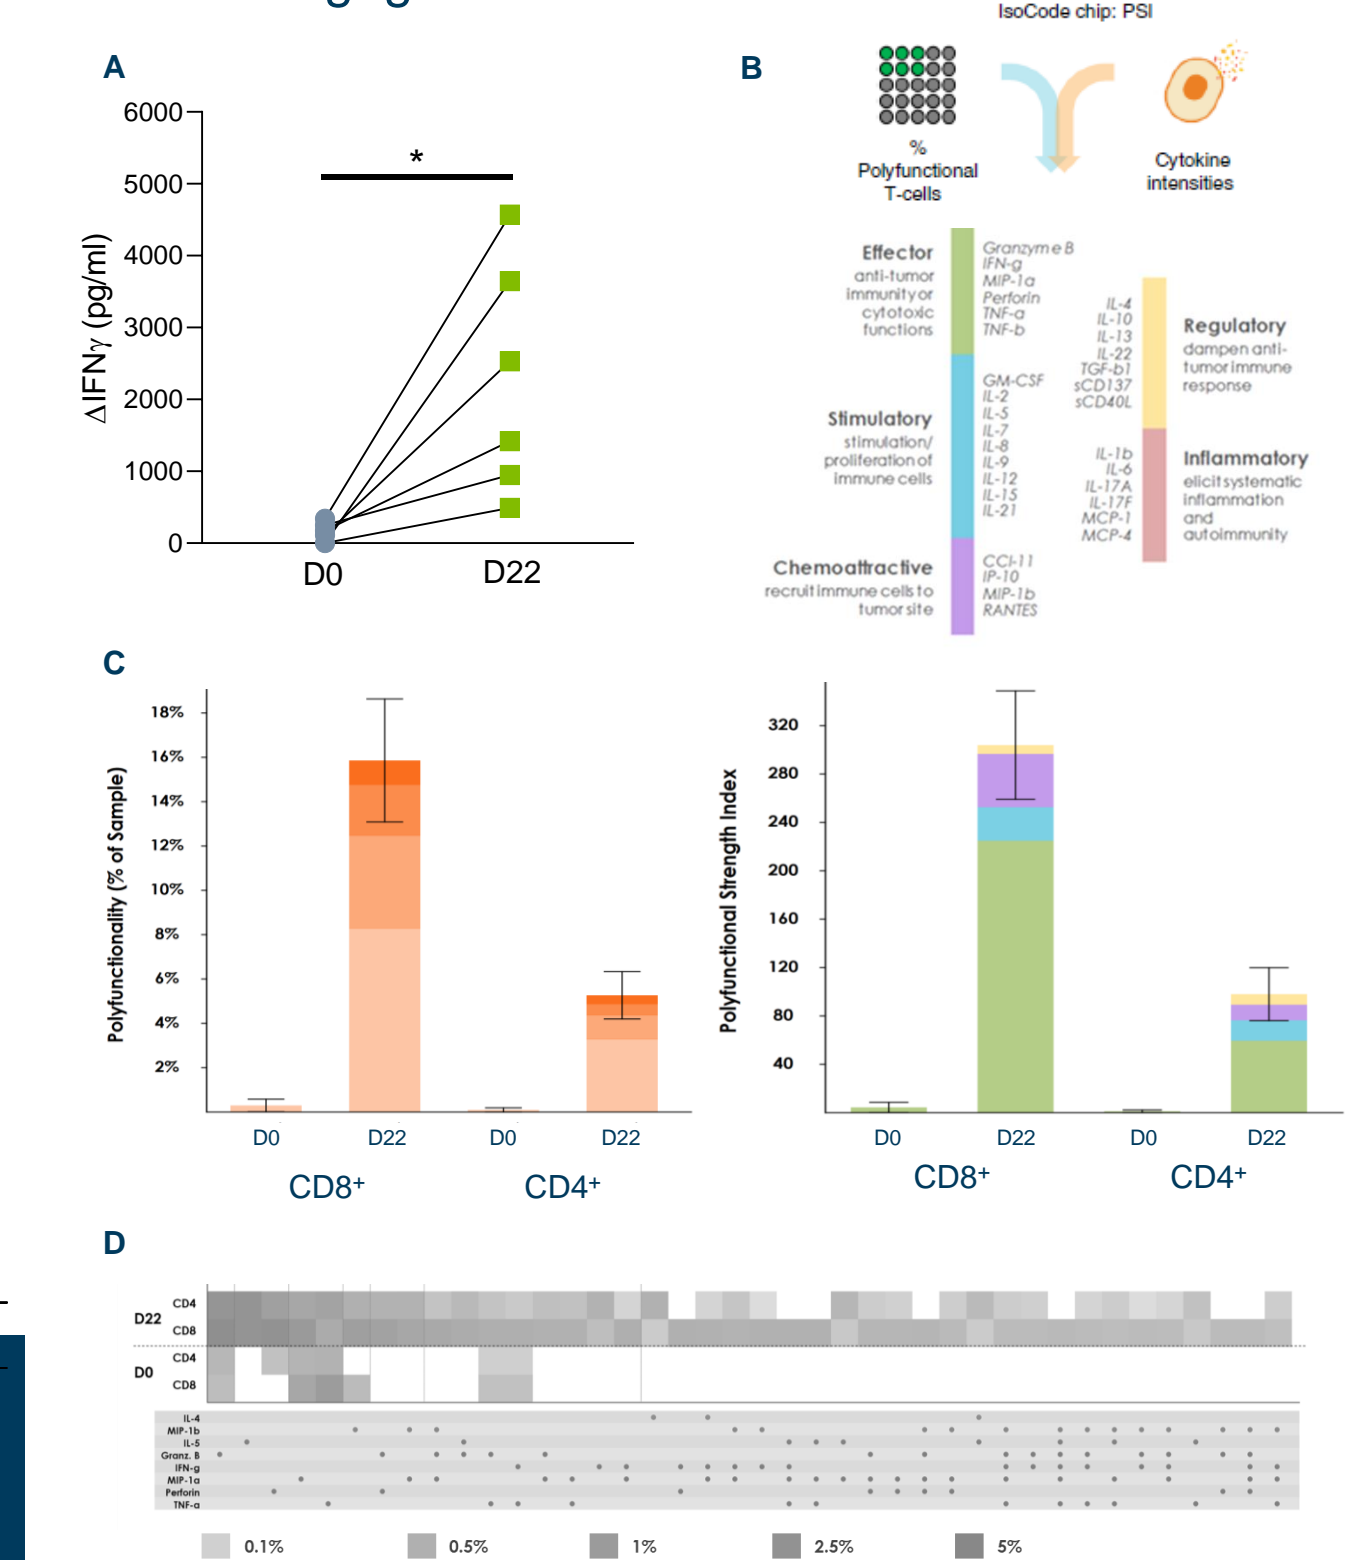 A
6000
5000
4000
3000
2000
1000
0
ΔIFNγ (pg/ml)
*
D0
D22
B
IsoCode chip: PSI
%
Polyfunctional
T-cells
Cytokine
intensities
Effector
anti-tumor
immunity or
cytotoxic
functions
Granzyme B
IFN-g
MIP-1a
Perforin
TNF-a
TNF-b
Stimulatory
stimulation/
proliferation of
immune cells
GM-CSF
IL-2
IL-5
IL-7
IL-8
IL-9
IL-12
IL-15
IL-21
Chemoattractive
recruit immune cells to
tumor site
CCl-11
IP-10
MIP-1b
RANTES
IL-4
IL-10
IL-13
IL-22
TGF-b1
sCD137
sCD40L
Regulatory
dampen anti-
tumor immune
response
IL-1b
IL-6
IL-17A
IL-17F
MCP-1
MCP-4
Inflammatory
elicit systematic
inflammation
and
autoimmunity
C
Polyfunctionality (% of Sample)
18%
16%
14%
12%
10%
8%
6%
4%
2%
D0
D22
D0
D22
CD8+
CD4+
Polyfunctional Strength Index
320
280
240
200
160
120
80
40
D0
D22
D0
D22
CD8+
CD4+
D
D22
CD4
CD8
D0
CD4
CD8
IL-4
MIP-1b
IL-5
Granz. B
IFN-g
MIP-1a
Perforin
TNF-a
0.1%
0.5%
1%
2.5%
5%